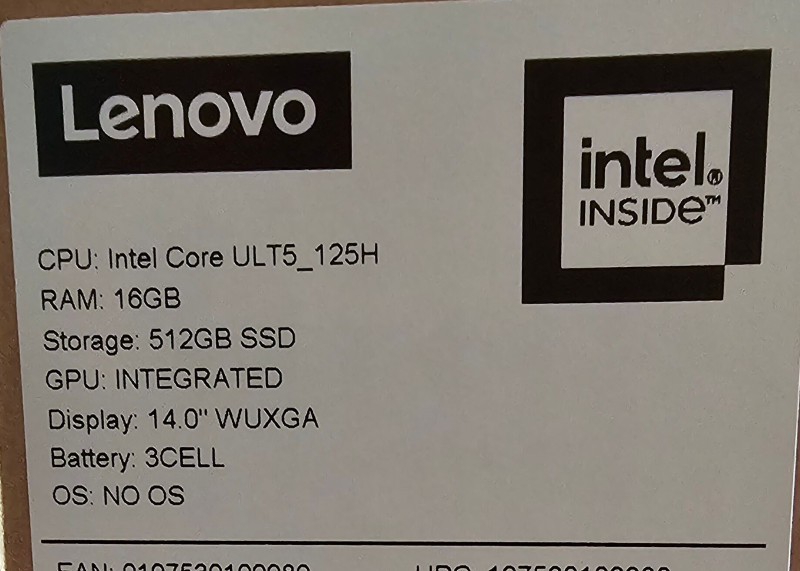 Lenovo
intel®
INSIDE™
CPU: Intel Core ULT5_125H
RAM: 16GB
Storage: 512GB SSD
GPU: INTEGRATED
Display: 14.0" WUXGA
Battery: 3CELL
OS: NO OS